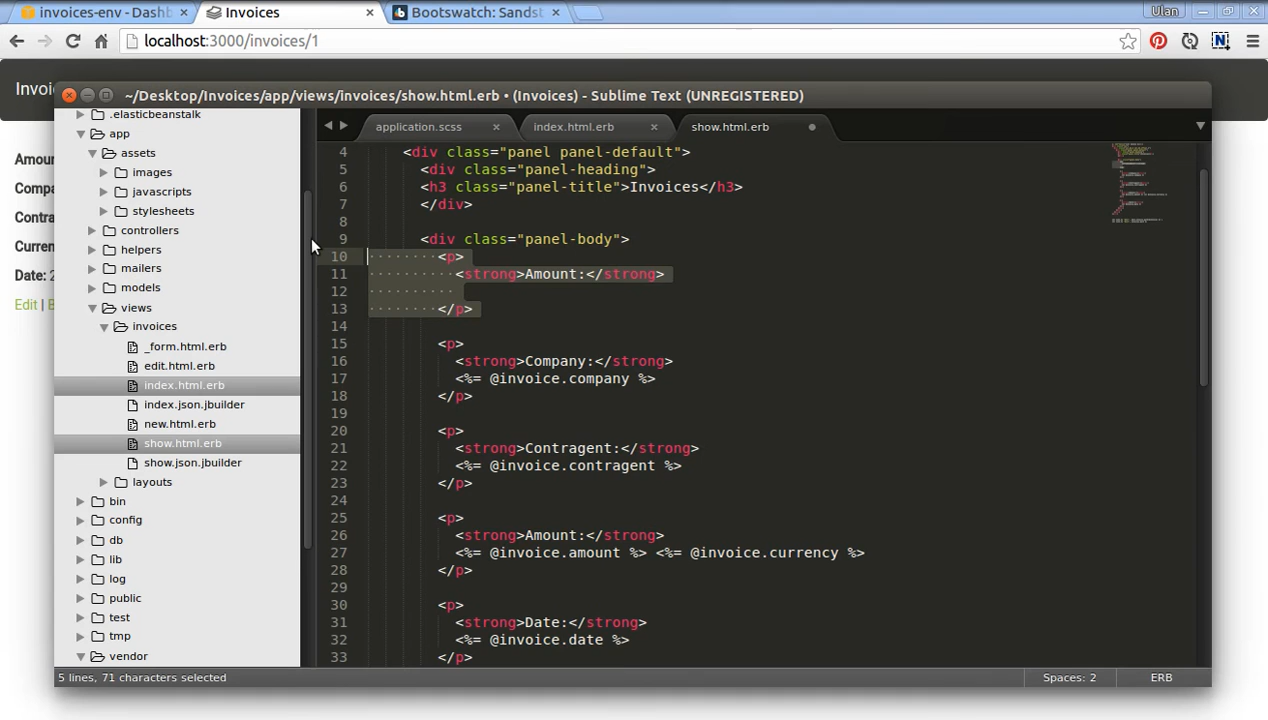 invoices-env - Dashb
Invoices
Bootswatch: Sandst
Ulan
localhost:3000/invoices/1
Invoic
~/Desktop/Invoices/app/views/invoices/show.html.erb • (Invoices) - Sublime Text (UNREGISTERED)
Amoun
Compa
Contra
Curren
Date: 2
Edit |
.elasticbeanstalk
app
assets
images
javascripts
stylesheets
controllers
helpers
mailers
models
views
invoices
_form.html.erb
edit.html.erb
index.html.erb
index.json.jbuilder
new.html.erb
show.html.erb
show.json.jbuilder
layouts
bin
config
db
lib
log
public
test
tmp
vendor
application.scss
index.html.erb
show.html.erb
4 <div class="panel panel-default">
5 <div class="panel-heading">
6 <h3 class="panel-title">Invoices</h3>
7 </div>
8
9 <div class="panel-body">
10 <p>
11 <strong>Amount:</strong>
12
13 </p>
14
15 <p>
16 <strong>Company:</strong>
17 <%= @invoice.company %>
18 </p>
19
20 <p>
21 <strong>Contragent:</strong>
22 <%= @invoice.contragent %>
23 </p>
24
25 <p>
26 <strong>Amount:</strong>
27 <%= @invoice.amount %> <%= @invoice.currency %>
28 </p>
29
30 <p>
31 <strong>Date:</strong>
32 <%= @invoice.date %>
33 </p>
5 lines, 71 characters selected
Spaces: 2
ERB